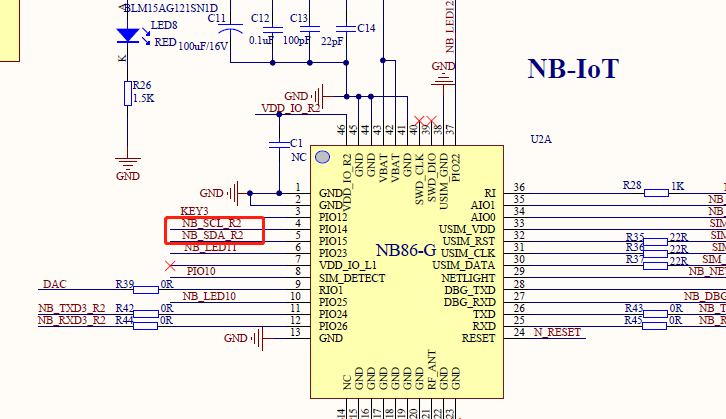 BLM15AG121SN1D
LED8
RED
A
K
R26
1.5K
GND
C11
100uF/16V
C12
0.1uF
C13
100pF
C14
22pF
NB_LED12
GND
NB-IoT
GND
VDD_IO_R2
C1
NC
U2A
46 45 44 43 42 41 40 39 38 37
VDD_IO_R2
GND
GND
VBAT
VBAT
GND
SWD_CLK
SWD_DIO
USIM_GND
PIO22
NB86-G
GND
1 GND
2 GND
KEY3 3 PIO12
NB_SCL_R2 4 PIO14
NB_SDA_R2 5 PIO15
NB_LED11 6 PIO23
7 VDD_IO_L1
PIO10 8 SIM_DETECT
DAC R39 0R 9 RIO1
NB_LED10 10 PIO25
NB_TXD3_R2 R42 0R 11 PIO24
NB_RXD3_R2 R44 0R 12 PIO26
GND 13 GND
RI 36 R28 1K
AIO1 35 NB_
AIO0 34 NB_
USIM_VDD 33 SIM
USIM_RST 32 R35 22R SIM
USIM_CLK 31 R36 22R SIM
USIM_DATA 30 R37 22R SIM_
NETLIGHT 29 NB_NE
DBG_TXD 28
DBG_RXD 27 NB_DBG
TXD 26 R43 0R NB_T
RXD 25 R45 0R NB_R
RESET 24 N_RESET
NC
GND
GND
GND
GND
GND
GND
RF_ANT
GND
GND
14 15 16 17 18 19 20 21 22 23